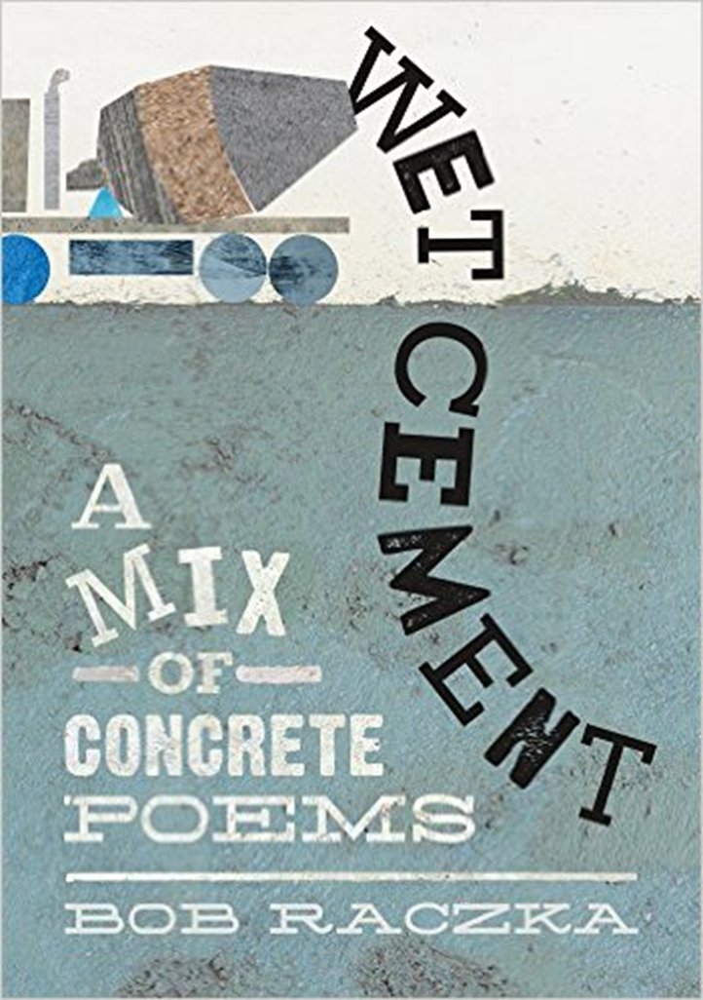 WET CEMENT
A
MIX
OF
CONCRETE
POEMS
BOB RACZKA